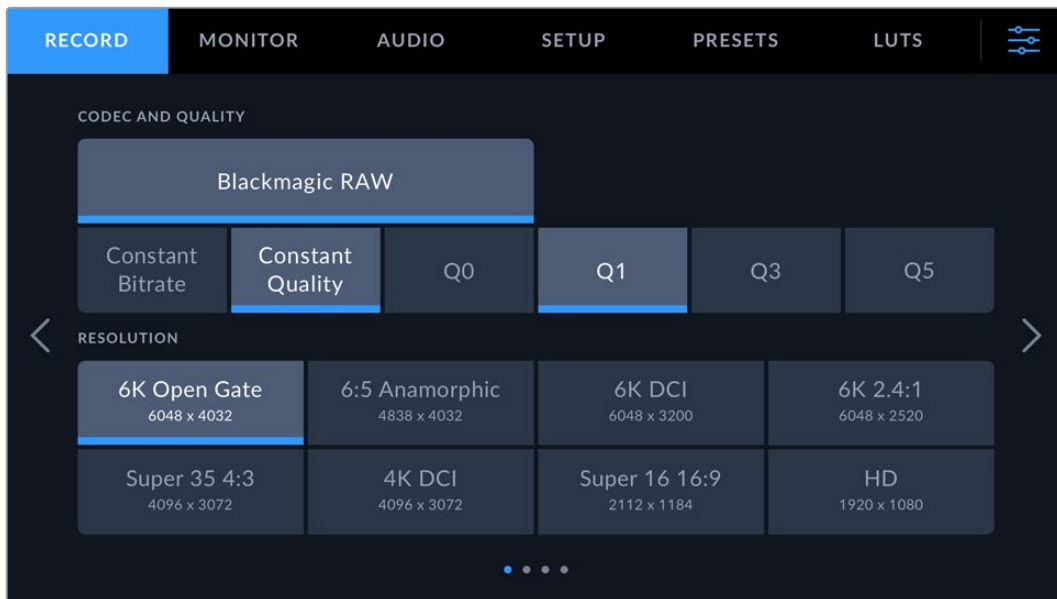 RECORD MONITOR AUDIO SETUP PRESETS LUTS
CODEC AND QUALITY
Blackmagic RAW
Constant Bitrate
Constant Quality
Q0
Q1
Q3
Q5
RESOLUTION
6K Open Gate
6048 x 4032
6:5 Anamorphic
4838 x 4032
6K DCI
6048 x 3200
6K 2.4:1
6048 x 2520
Super 35 4:3
4096 x 3072
4K DCI
4096 x 3072
Super 16 16:9
2112 x 1184
HD
1920 x 1080